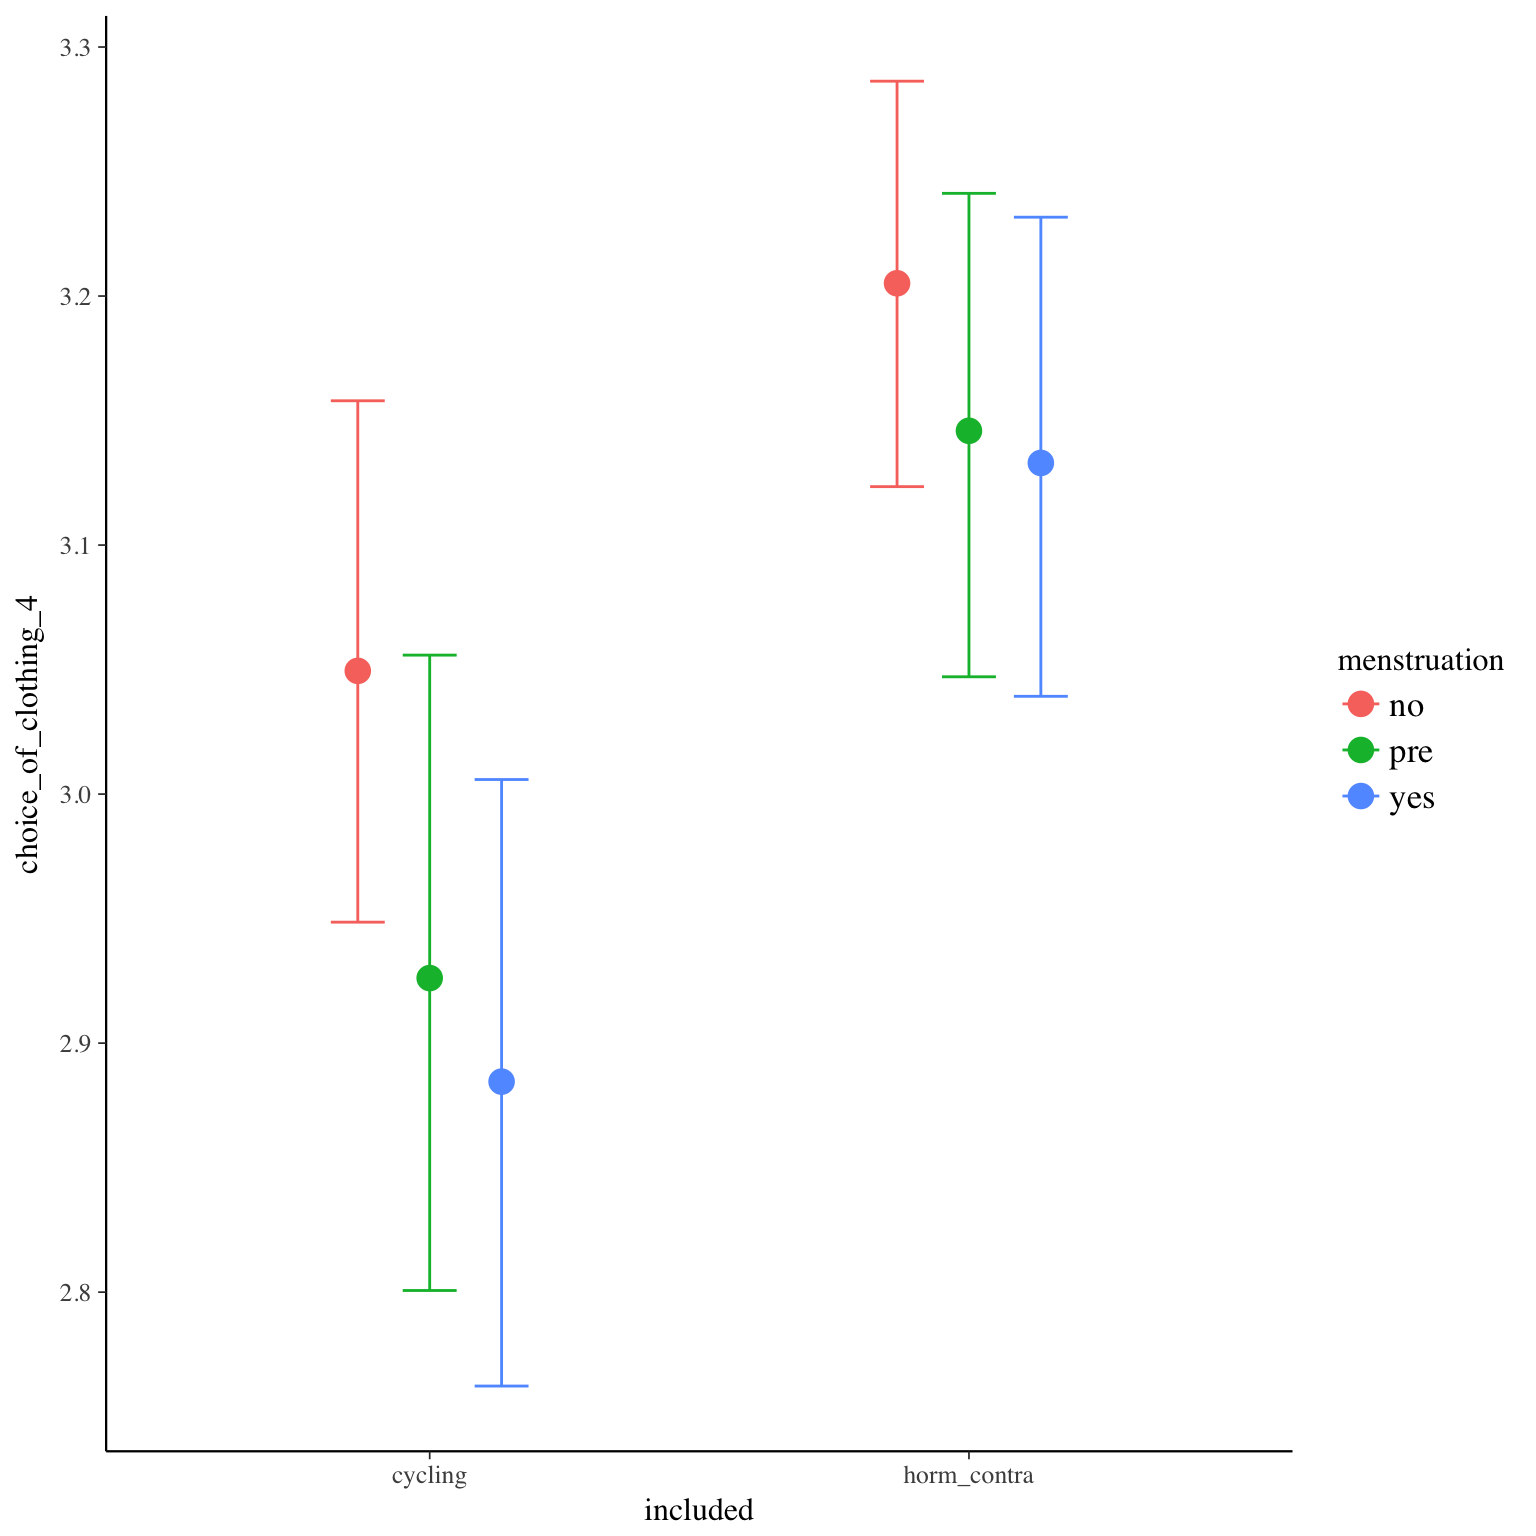 choice_of_clothing_4
3.3
3.2
3.1
3.0
2.9
2.8
cycling
horm_contra
included
menstruation
no
pre
yes